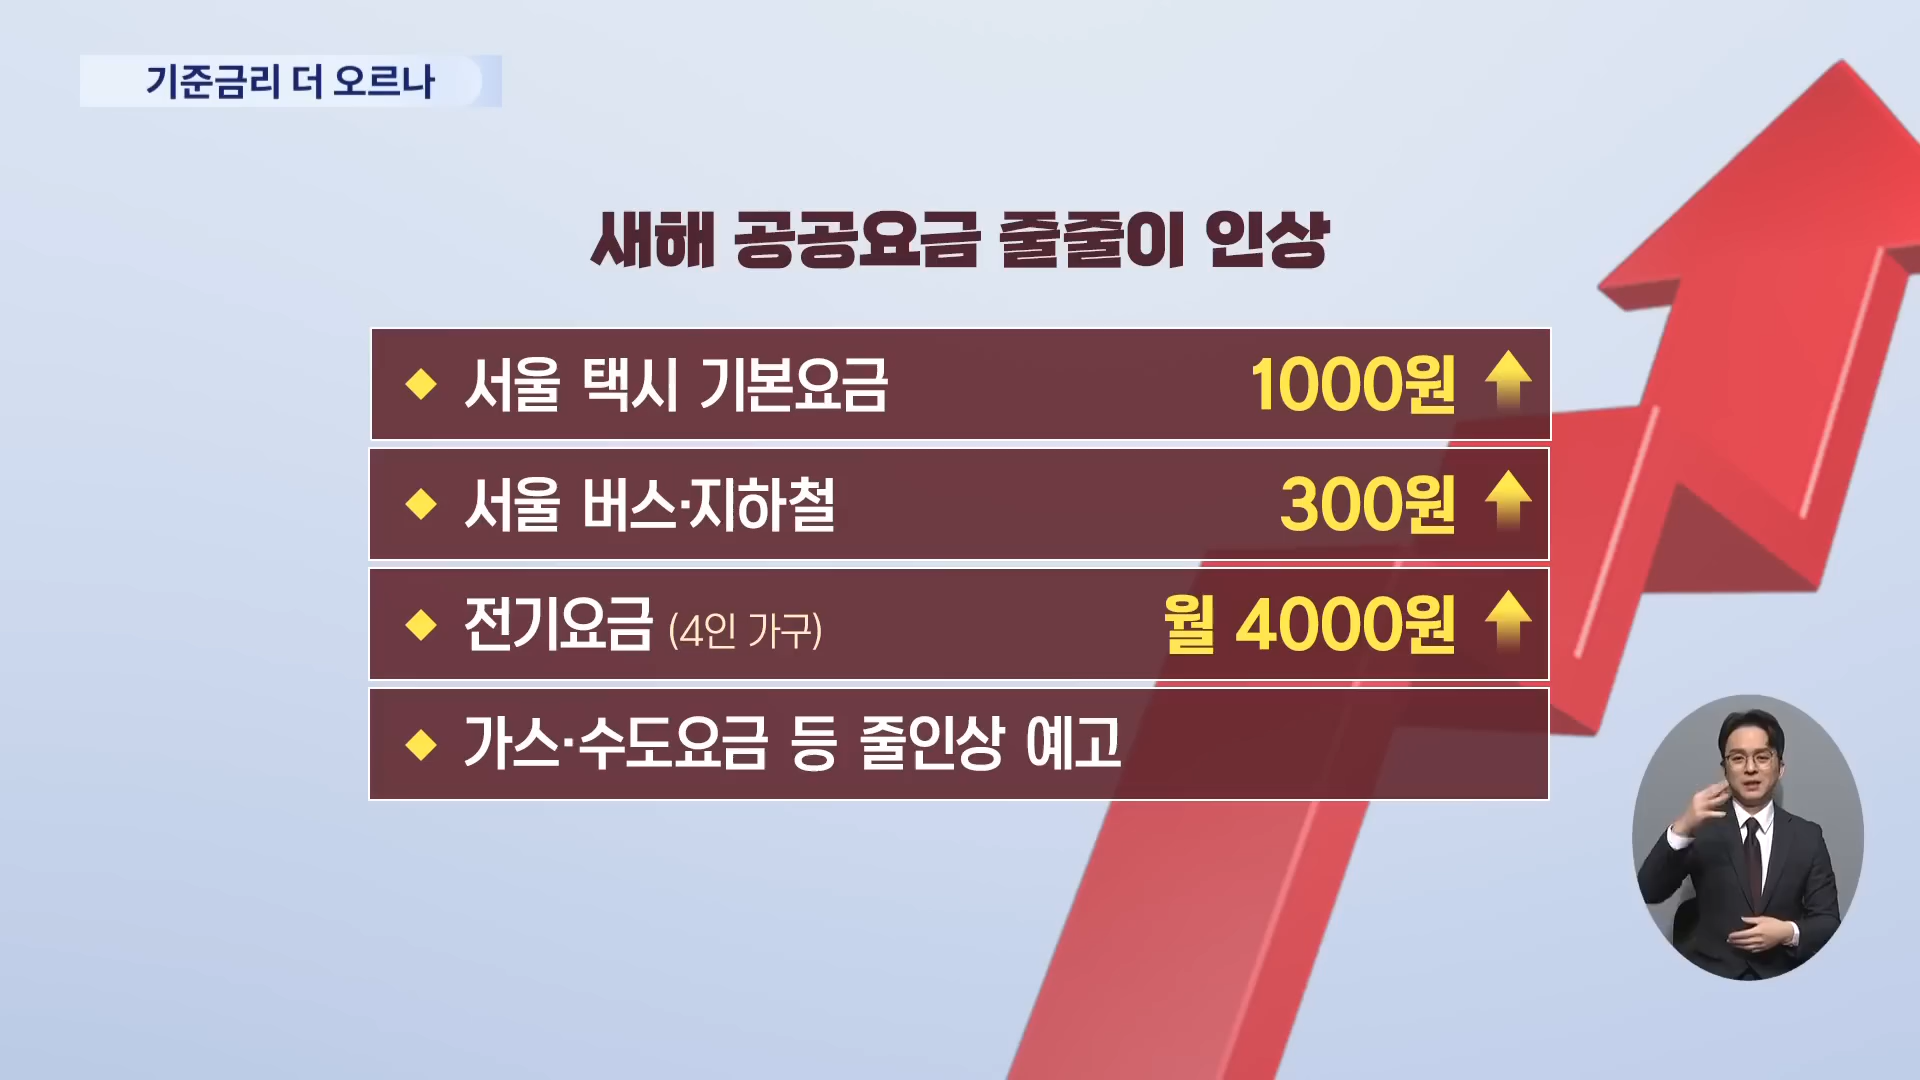 기준금리 더 오르나
새해 공공요금 줄줄이 인상
◆ 서울 택시 기본요금 1000원 ↑
◆ 서울 버스·지하철 300원 ↑
◆ 전기요금 (4인 가구) 월 4000원 ↑
◆ 가스·수도요금 등 줄인상 예고